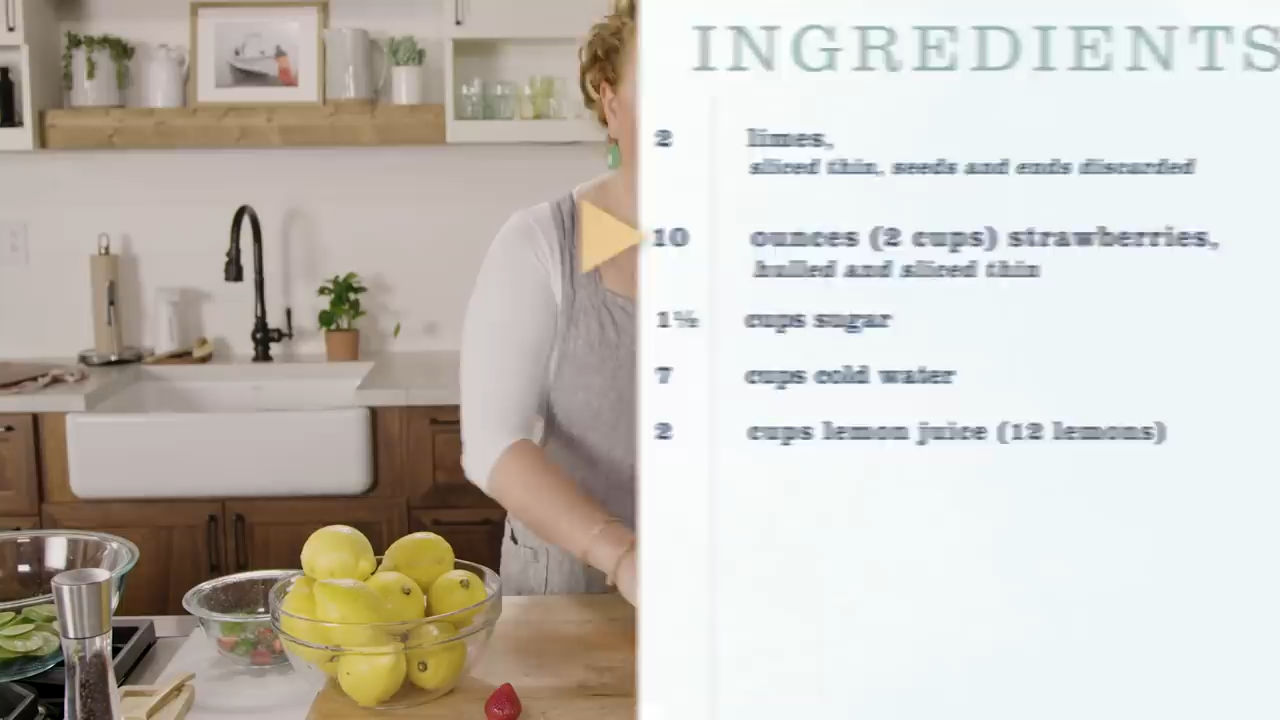 INGREDIENTS
2 limes,
sliced thin, seeds and ends discarded
10 ounces (2 cups) strawberries,
hulled and sliced thin
1½ cups sugar
7 cups cold water
2 cups lemon juice (12 lemons)